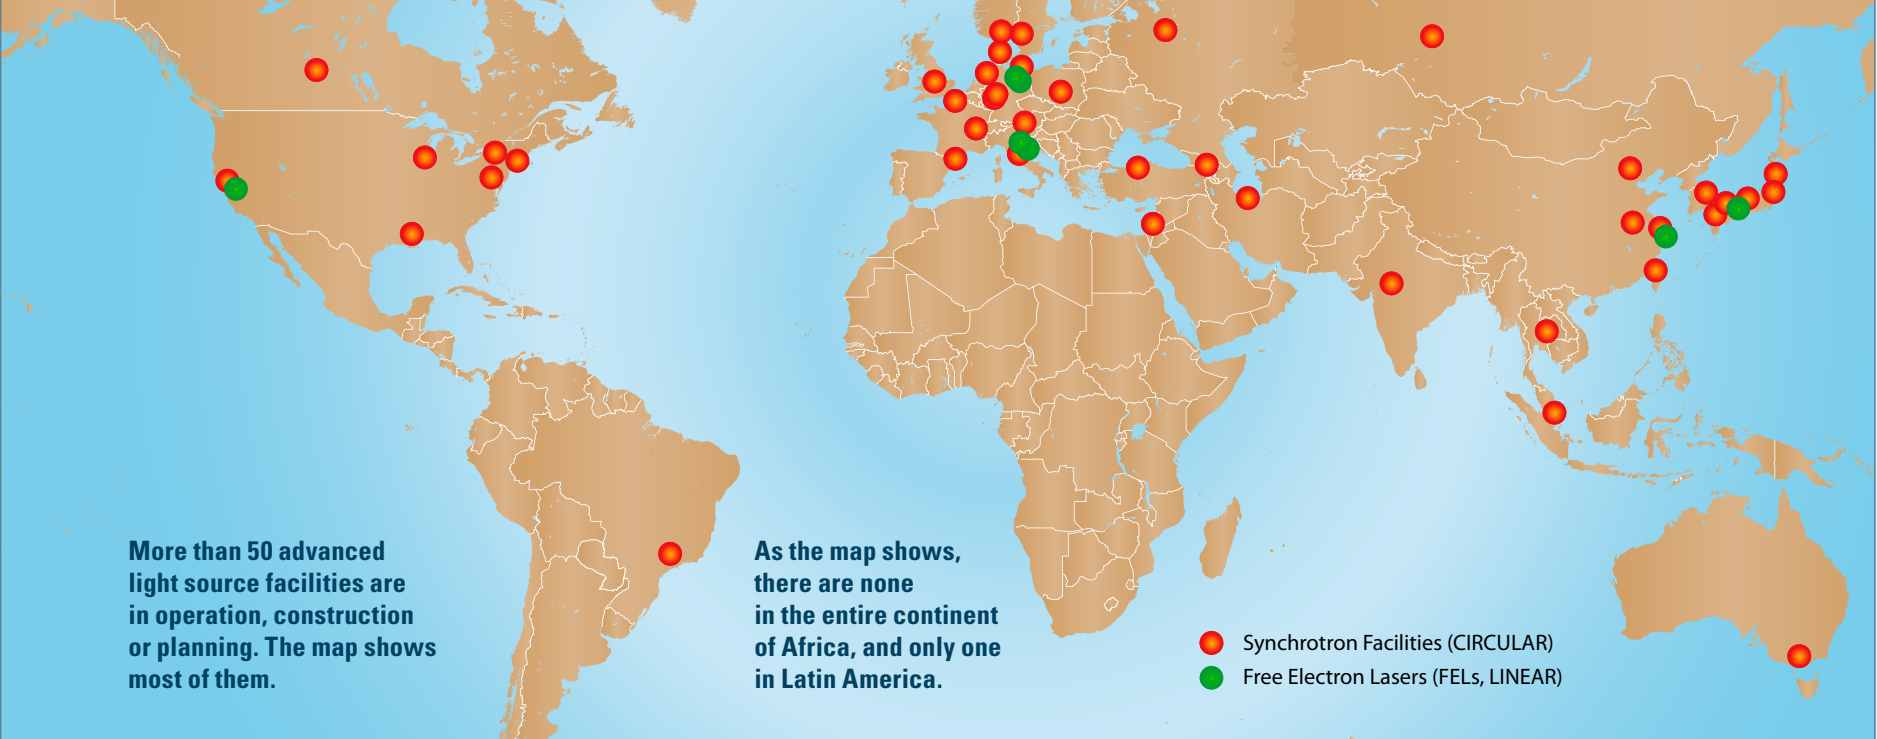 More than 50 advanced
light source facilities are
in operation, construction
or planning. The map shows
most of them.
As the map shows,
there are none
in the entire continent
of Africa, and only one
in Latin America.
Synchrotron Facilities (CIRCULAR)
Free Electron Lasers (FELs, LINEAR)